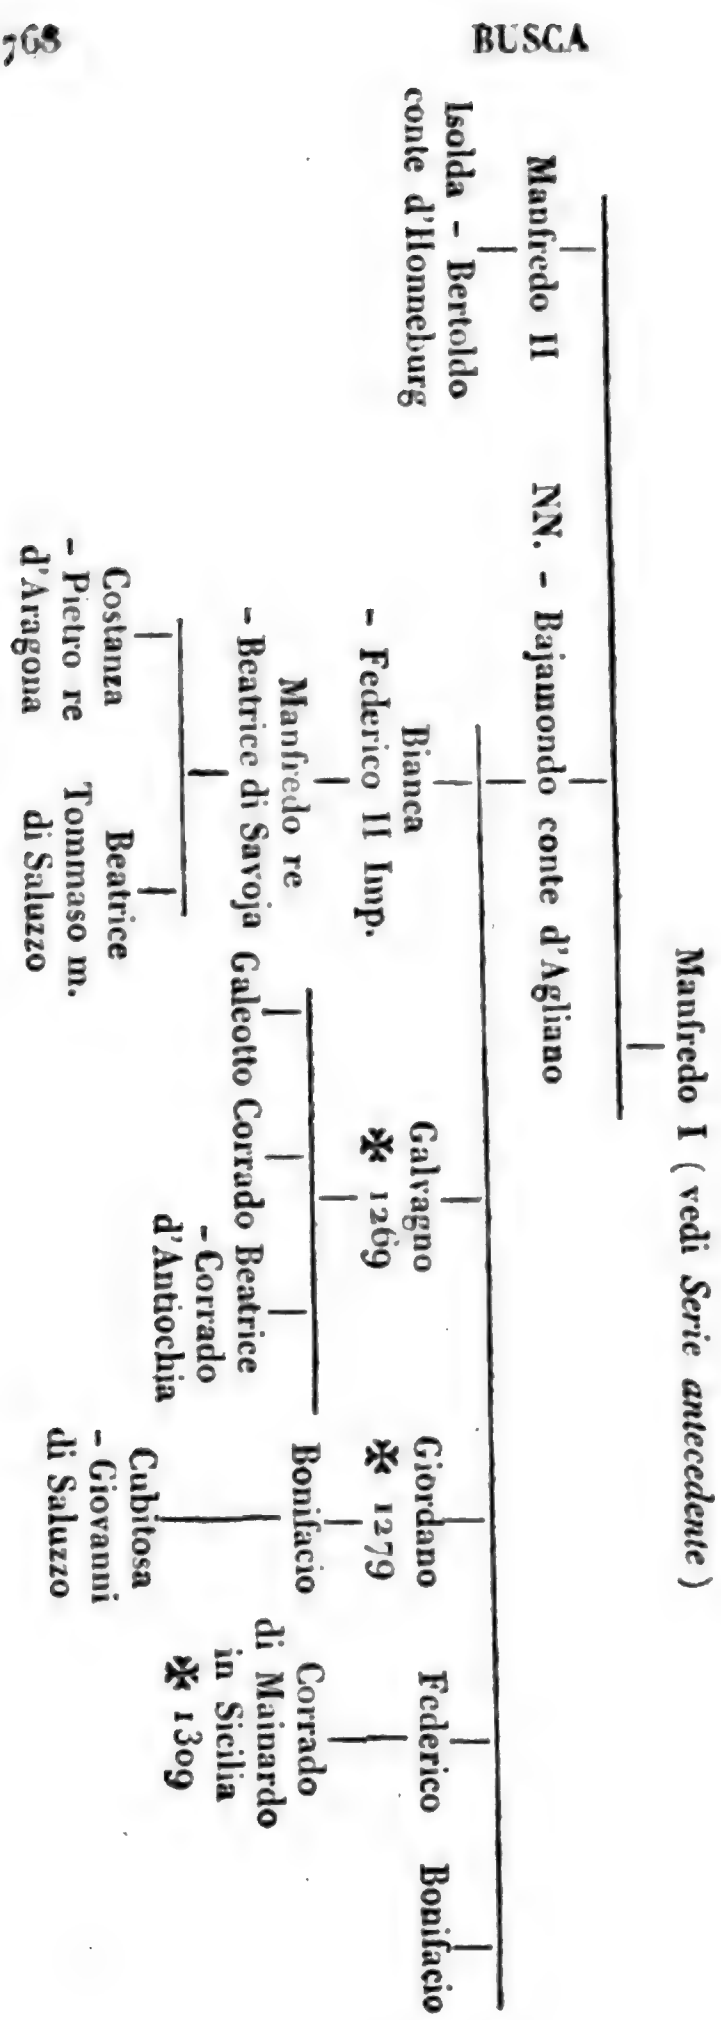 768
BUSCA
Manfredo I (vedi Serie antecedente)
Manfredo II
NN. - Bajamondo conte d'Agliano
Isolda - Bertoldo
conte d'Honneburg
Bianca
- Federico II Imp.
Galvagno
✠ 1269
Giordano
✠ 1279
Federico
Bonifacio
Manfredo re
- Beatrice di Savoja
Galeotto
Corrado
Beatrice
- Corrado
d'Antiochia
Bonifacio
Corrado
di Mainardo
in Sicilia
✠ 1309
Costanza
- Pietro re
d'Aragona
Beatrice
Tommaso m.
di Saluzzo
Cubitosa
- Giovanni
di Saluzzo